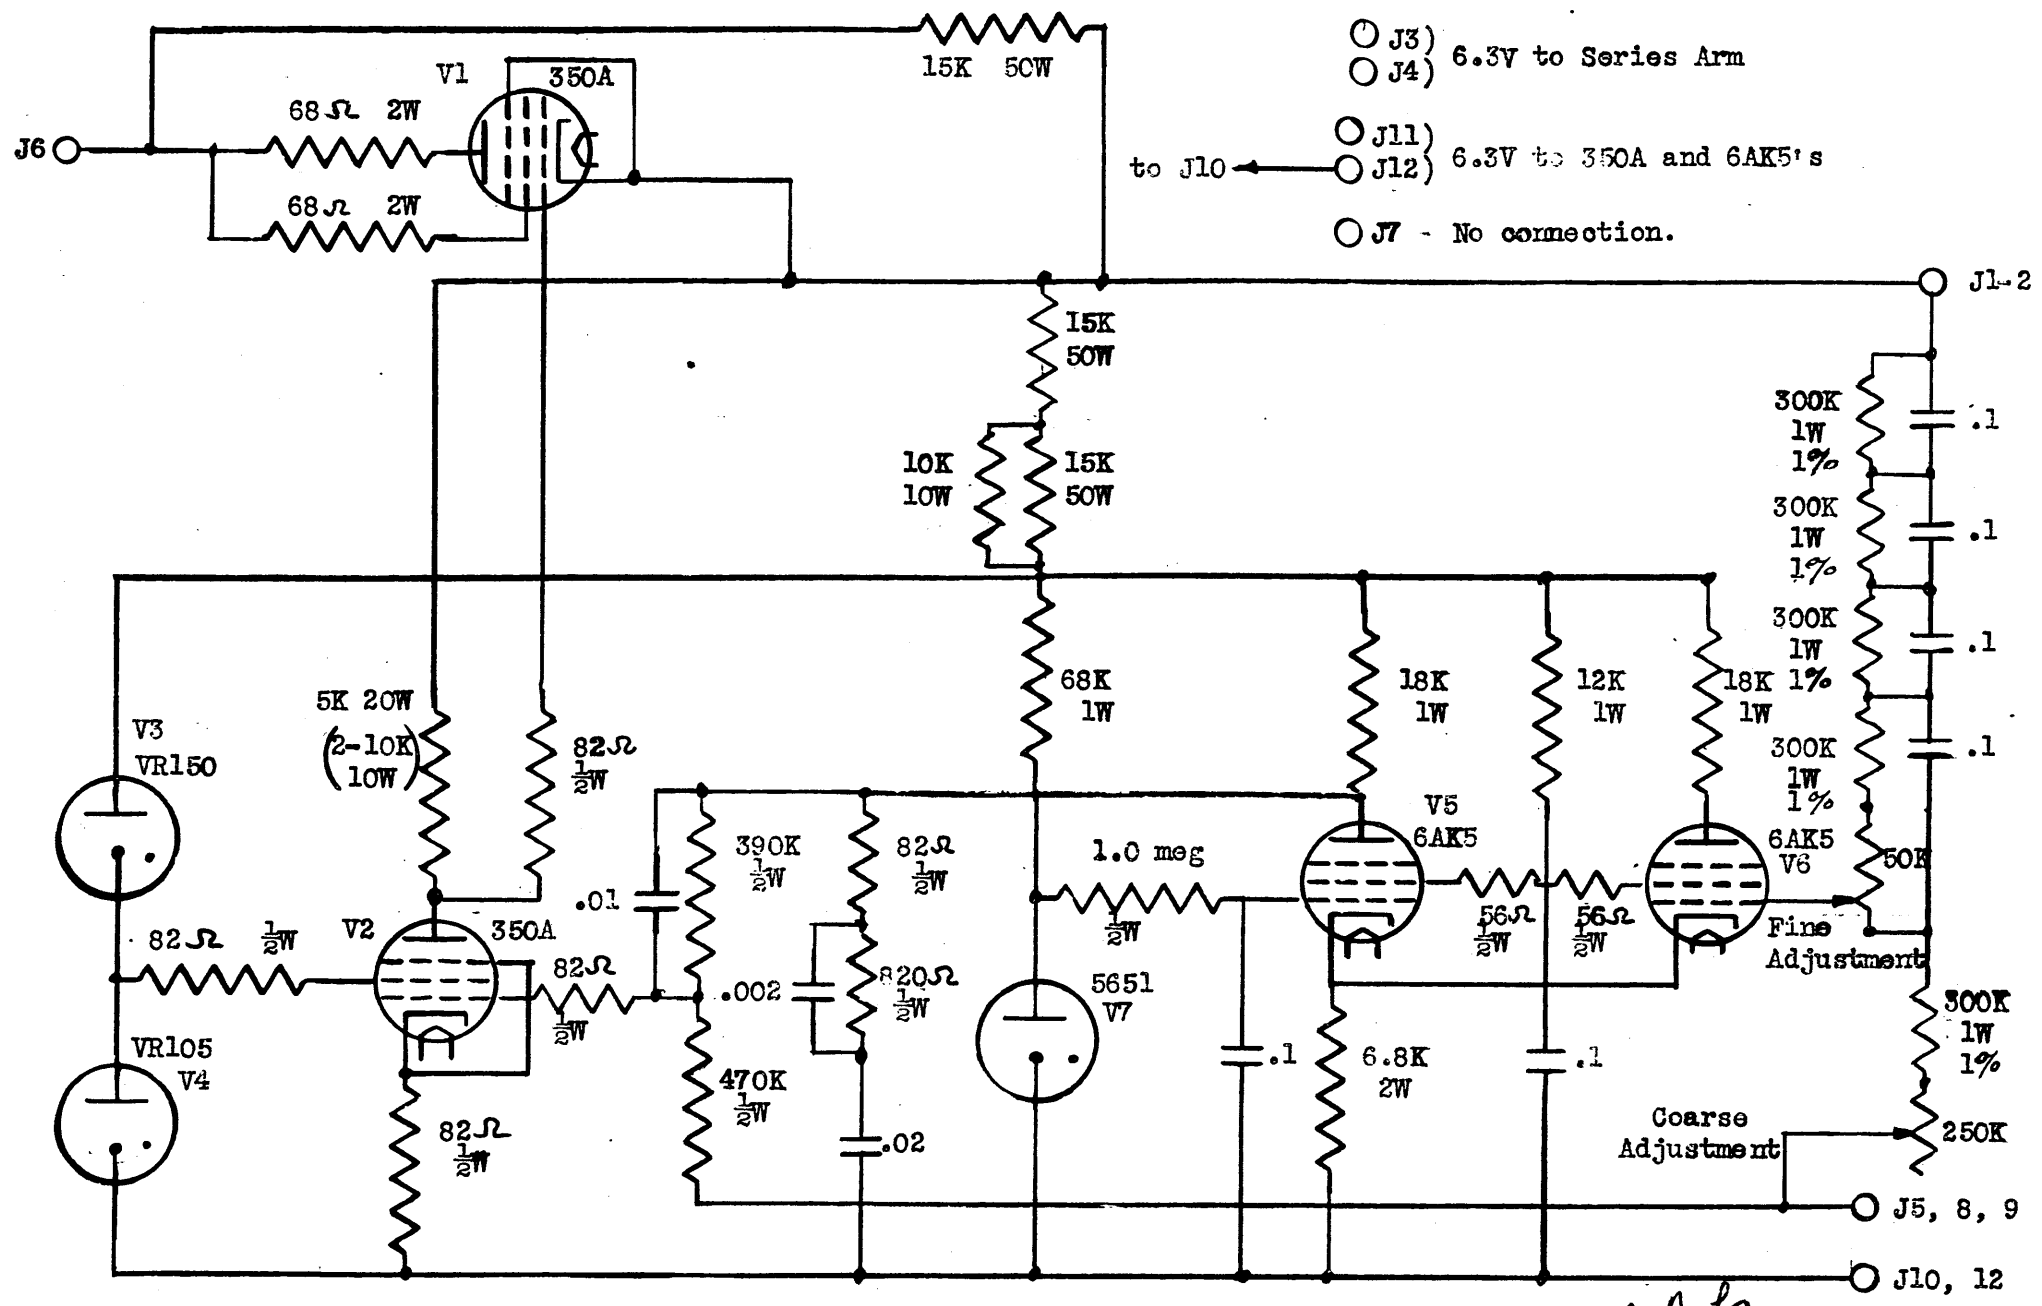 15K 50W
J3)
J4)
6.3V to Series Arm
V1
350A
68Ω 2W
J6
J11)
J12)
6.3V to 350A and 6AK5's
to J10
68Ω 2W
J7 - No connection.
J1-2
15K
50W
300K
1W
1%
.1
10K
10W
15K
50W
300K
1W
1%
.1
300K
1W
1%
.1
68K
1W
18K
1W
12K
1W
18K
1W
5K 20W
(2-10K
10W)
V3
VR150
82Ω
½W
300K
1W
1%
.1
V5
6AK5
6AK5
V6
50K
390K
½W
82Ω
½W
1.0 meg
½W
.01
56Ω
½W
56Ω
½W
Fine
Adjustment
82Ω ½W
V2
350A
82Ω
½W
.002
820Ω
½W
5651
V7
300K
1W
1%
VR105
V4
470K
½W
.1
6.8K
2W
.1
82Ω
½W
.02
Coarse
Adjustment
250K
J5, 8, 9
J10, 12